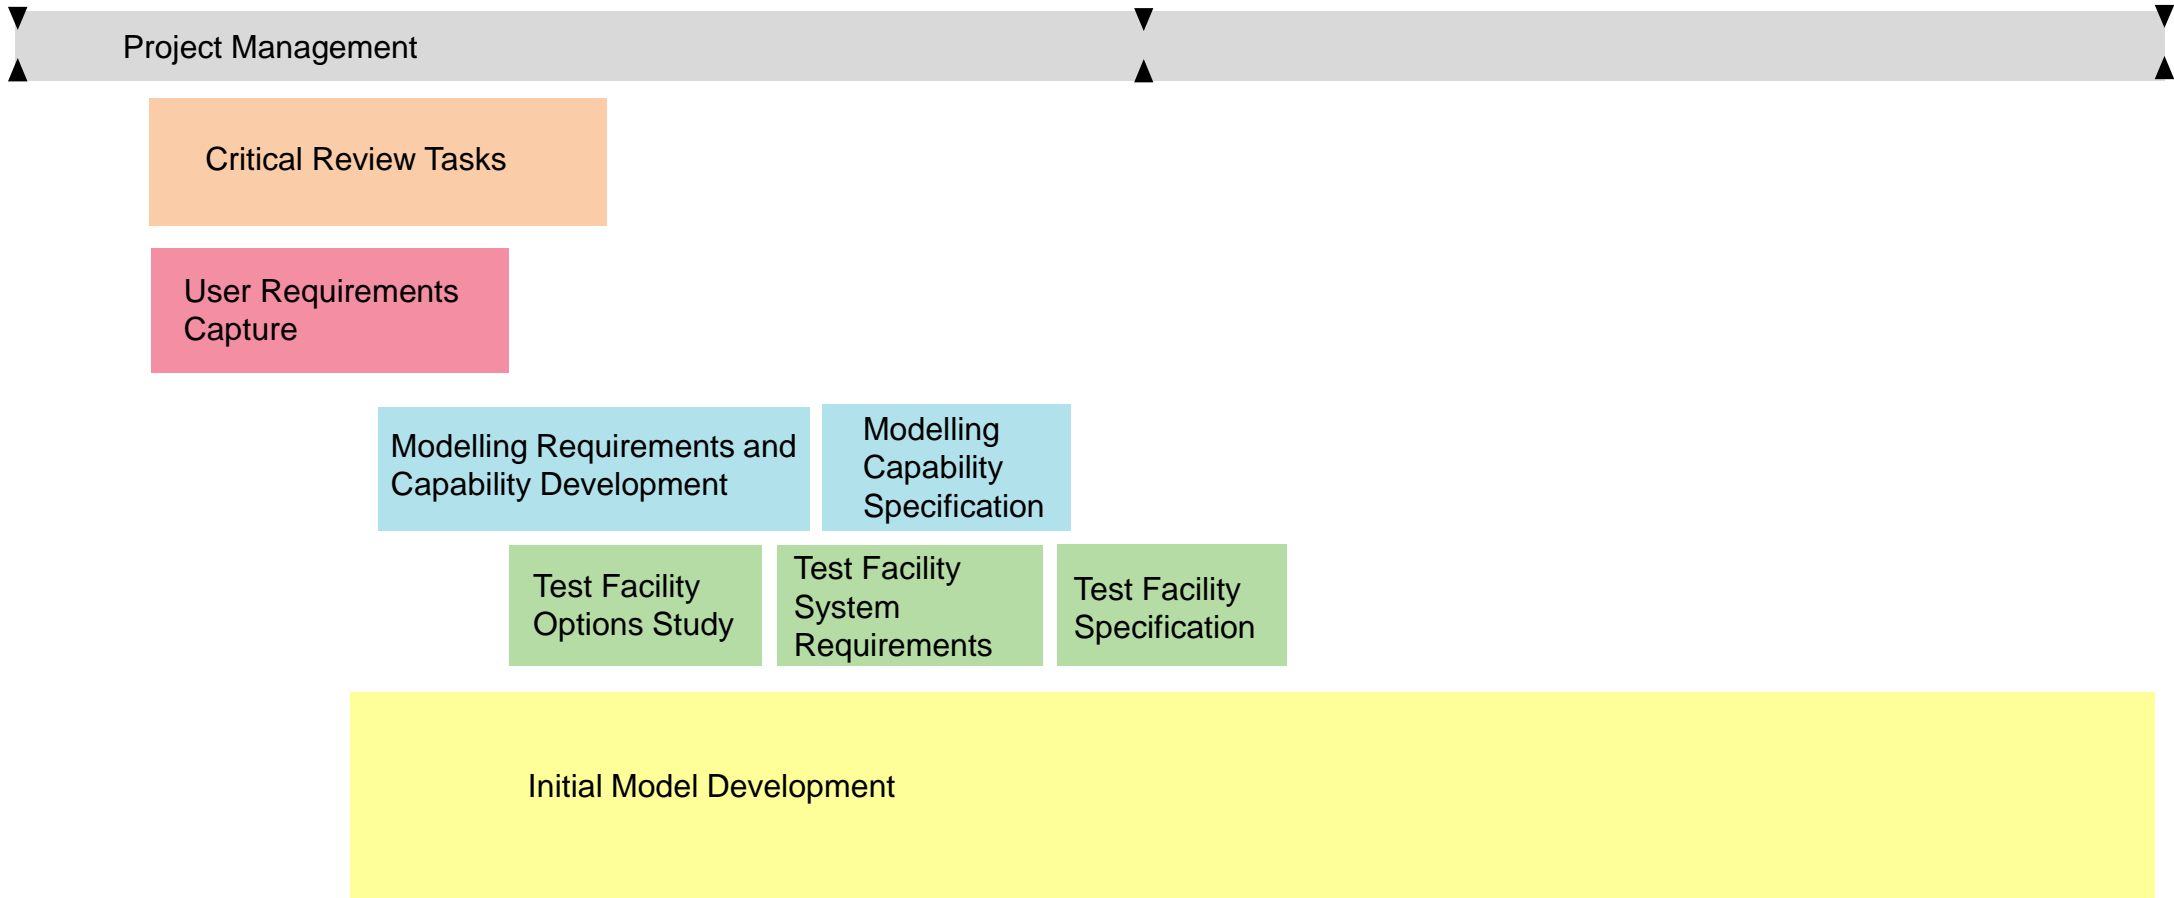 Project Management
Critical Review Tasks
User Requirements
Capture
Modelling Requirements and
Capability Development
Modelling
Capability
Specification
Test Facility
Options Study
Test Facility
System
Requirements
Test Facility
Specification
Initial Model Development